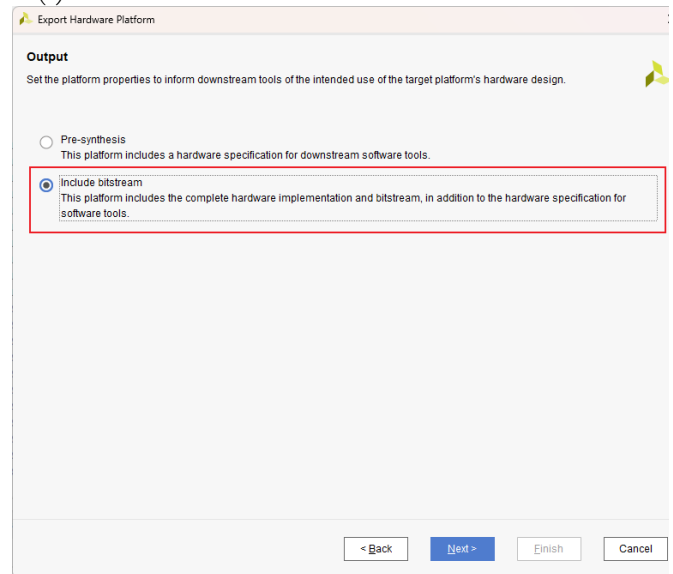 Export Hardware Platform
Output
Set the platform properties to inform downstream tools of the intended use of the target platform's hardware design.
Pre-synthesis
This platform includes a hardware specification for downstream software tools.
Include bitstream
This platform includes the complete hardware implementation and bitstream, in addition to the hardware specification for
software tools.
< Back Next > Finish Cancel